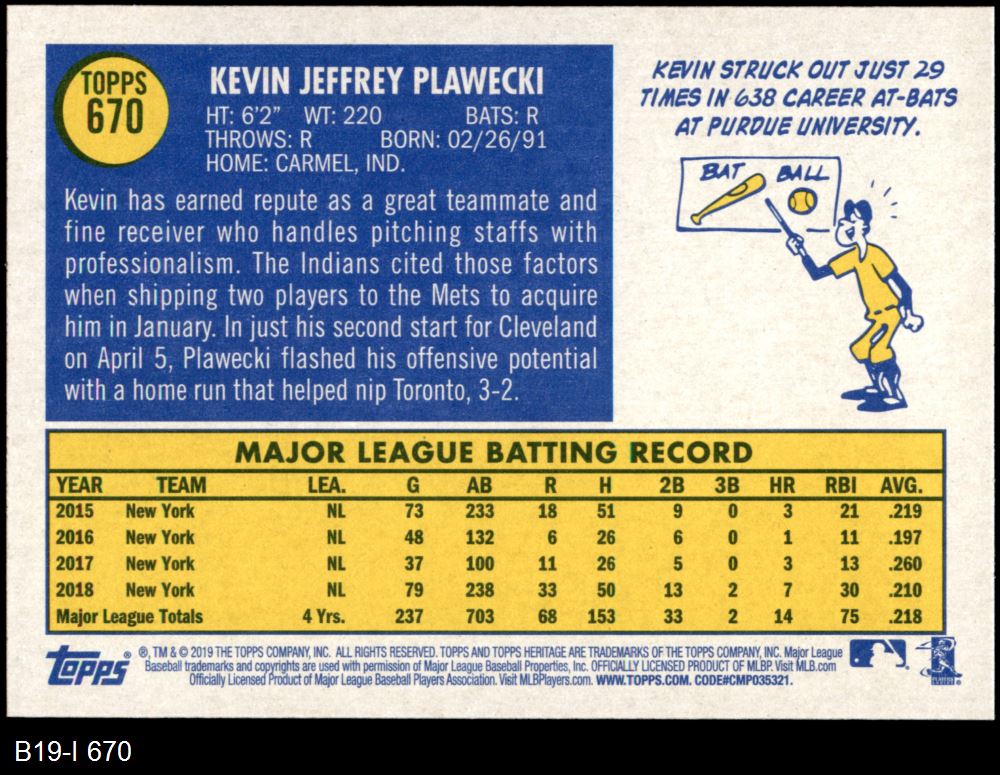 TOPPS
670
KEVIN JEFFREY PLAWECKI
HT: 6'2" WT: 220 BATS: R
THROWS: R BORN: 02/26/91
HOME: CARMEL, IND.
Kevin has earned repute as a great teammate and
fine receiver who handles pitching staffs with
professionalism. The Indians cited those factors
when shipping two players to the Mets to acquire
him in January. In just his second start for Cleveland
on April 5, Plawecki flashed his offensive potential
with a home run that helped nip Toronto, 3-2.
KEVIN STRUCK OUT JUST 29
TIMES IN 638 CAREER AT-BATS
AT PURDUE UNIVERSITY.
BAT BALL
MAJOR LEAGUE BATTING RECORD
YEAR TEAM LEA. G AB R H 2B 3B HR RBI AVG.
2015 New York NL 73 233 18 51 9 0 3 21 .219
2016 New York NL 48 132 6 26 6 0 1 11 .197
2017 New York NL 37 100 11 26 5 0 3 13 .260
2018 New York NL 79 238 33 50 13 2 7 30 .210
Major League Totals 4 Yrs. 237 703 68 153 33 2 14 75 .218
Topps ® ®, TM & © 2019 THE TOPPS COMPANY, INC. ALL RIGHTS RESERVED. TOPPS AND TOPPS HERITAGE ARE TRADEMARKS OF THE TOPPS COMPANY, INC. Major League
Baseball trademarks and copyrights are used with permission of Major League Baseball Properties, Inc. OFFICIALLY LICENSED PRODUCT OF MLBP. Visit MLB.com
Officially Licensed Product of Major League Baseball Players Association. Visit MLBPlayers.com. WWW.TOPPS.COM. CODE#CMP035321.
B19-I 670